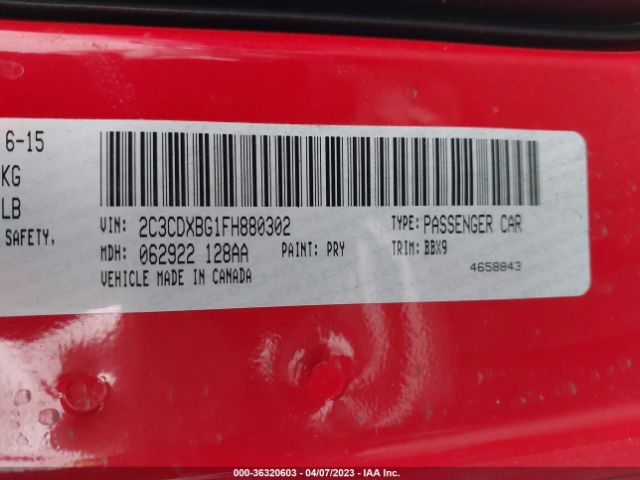 6-15
KG
LB
SAFETY,
VIN: 2C3CDXBG1FH880302 TYPE: PASSENGER CAR
MDH: 062922 128AA PAINT: PRY TRIM: BBX9
VEHICLE MADE IN CANADA 4658843
000-36320603 - 04/07/2023 - IAA Inc.